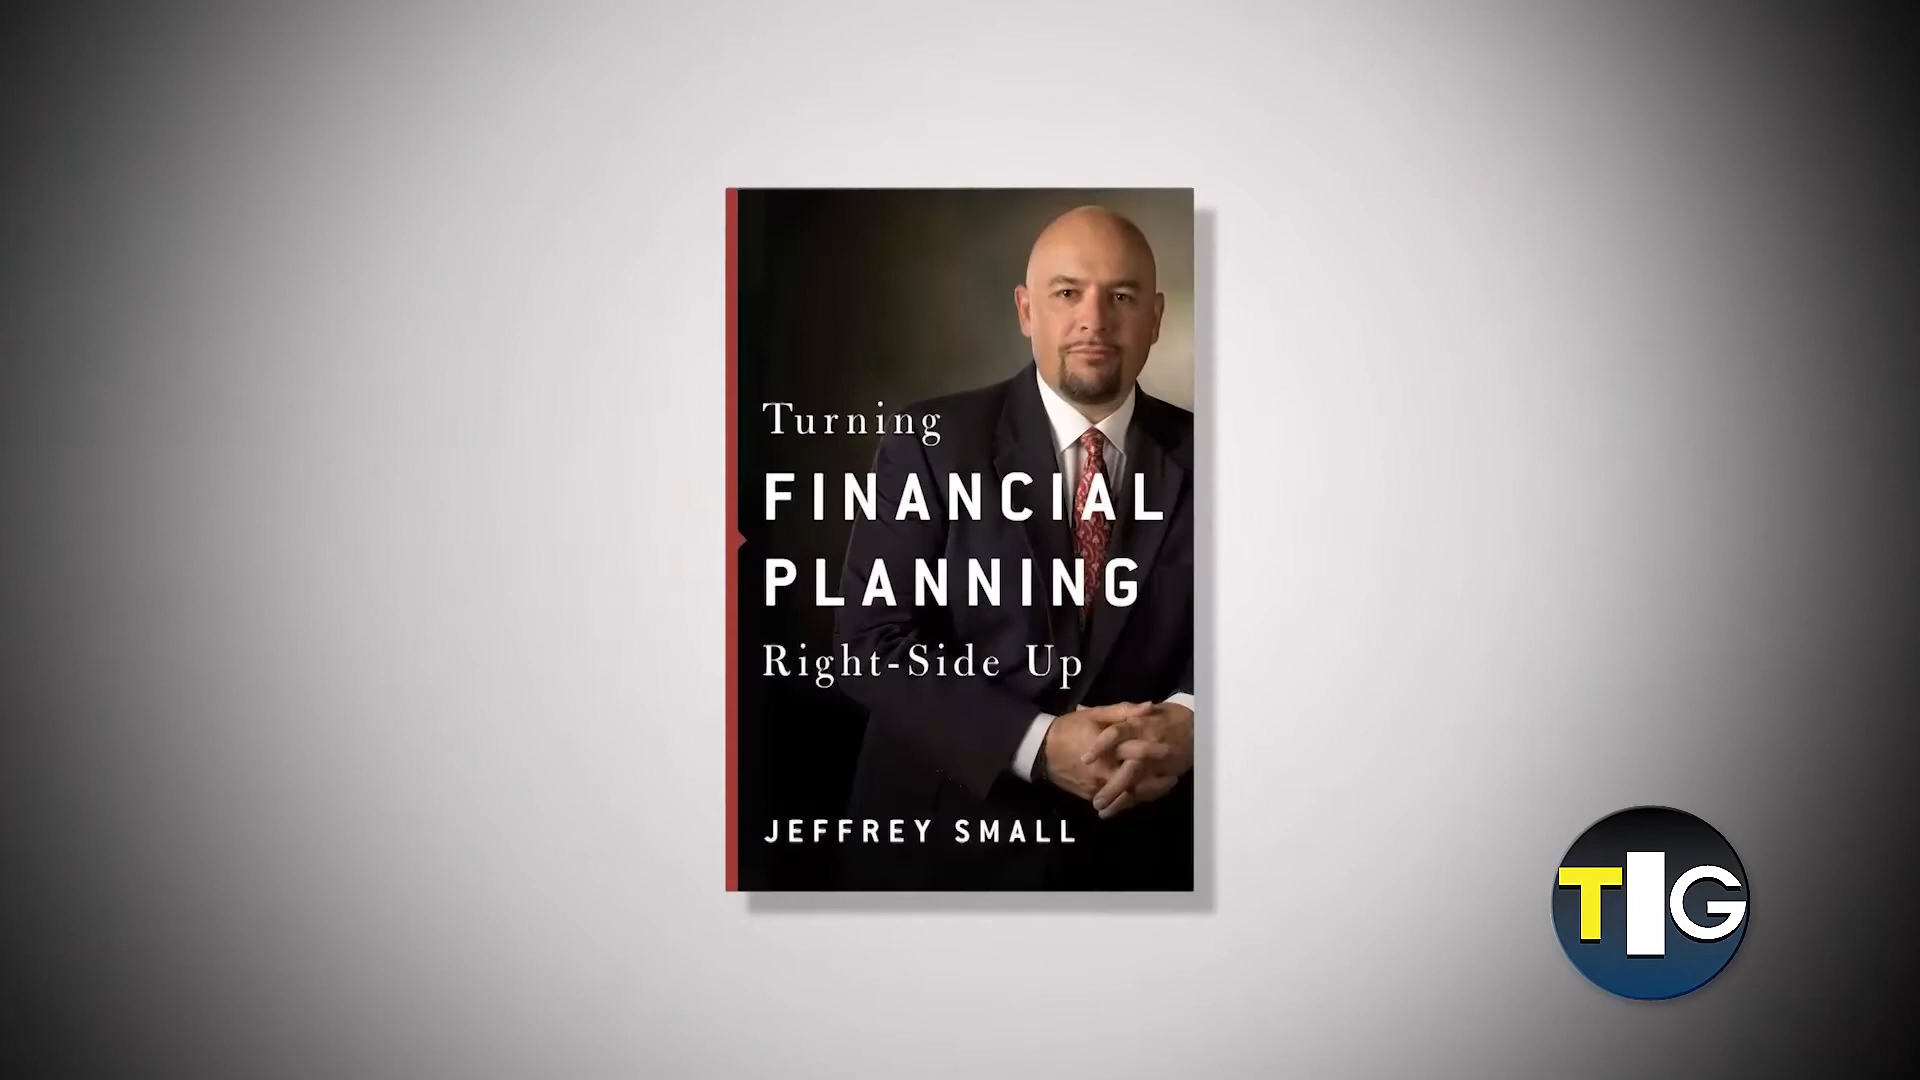 Turning
FINANCIAL
PLANNING
Right-Side Up
JEFFREY SMALL
TIG